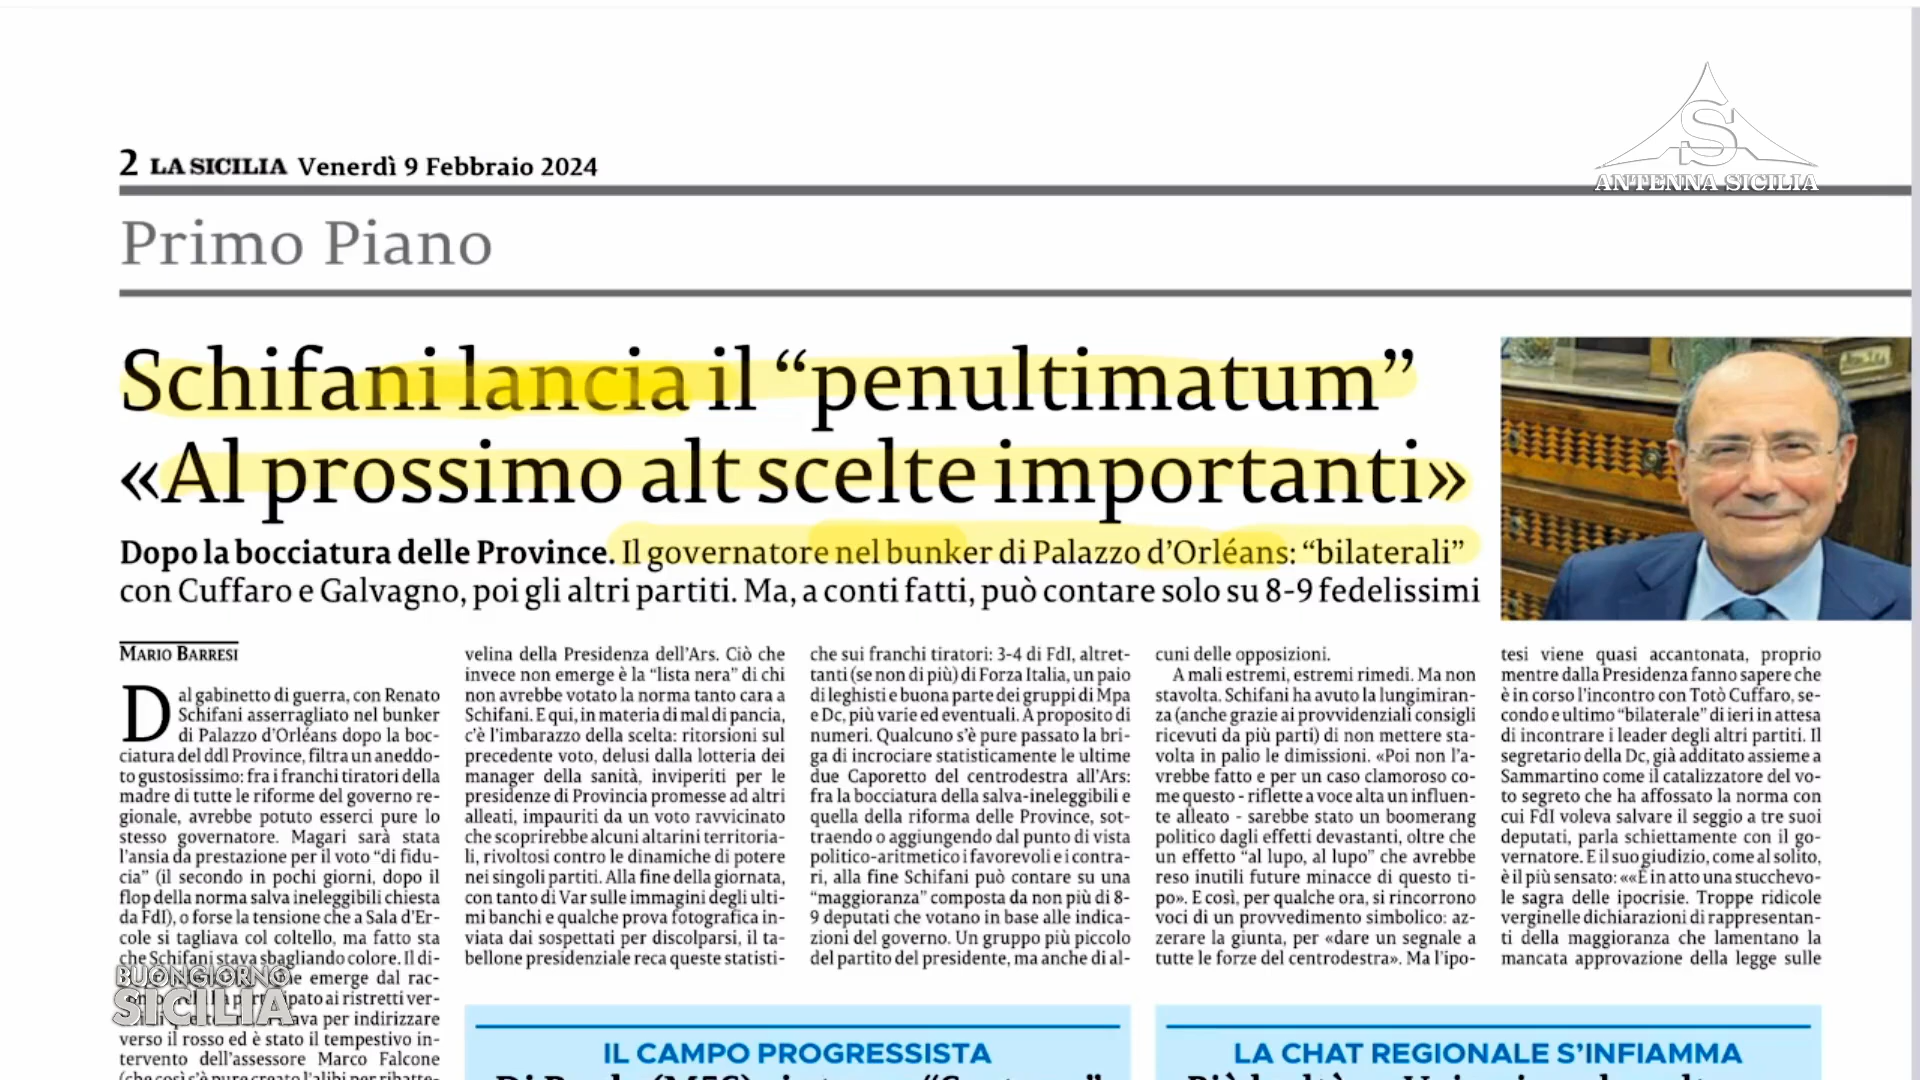 S
ANTENNA SICILIA
2 LA SICILIA Venerdì 9 Febbraio 2024
Primo Piano
Schifani lancia il “penultimatum”
«Al prossimo alt scelte importanti»
Dopo la bocciatura delle Province. Il governatore nel bunker di Palazzo d’Orléans: “bilaterali”
con Cuffaro e Galvagno, poi gli altri partiti. Ma, a conti fatti, può contare solo su 8-9 fedelissimi
MARIO BARRESI
Dal gabinetto di guerra, con Renato
Schifani asserragliato nel bunker
di Palazzo d’Orléans dopo la boc-
ciatura del ddl Province, filtra un aneddo-
to gustosissimo: fra i franchi tiratori della
madre di tutte le riforme del governo re-
gionale, avrebbe potuto esserci pure lo
stesso governatore. Magari sarà stata
l’ansia da prestazione per il voto “di fidu-
cia” (il secondo in pochi giorni, dopo il
flop della norma salva ineleggibili chiesta
da FdI), o forse la tensione che a Sala d’Er-
cole si tagliava col coltello, ma fatto sta
che Schifani stava sbagliando colore. Il di-
me emerge dal rac-
ipato ai ristretti ver-
ava per indirizzare
verso il rosso ed è stato il tempestivo in-
tervento dell’assessore Marco Falcone
(che così s’è pure creato l’alibi per ribatte-
velina della Presidenza dell’Ars. Ciò che
invece non emerge è la “lista nera” di chi
non avrebbe votato la norma tanto cara a
Schifani. E qui, in materia di mal di pancia,
c’è l’imbarazzo della scelta: ritorsioni sul
precedente voto, delusi dalla lotteria dei
manager della sanità, inviperiti per le
presidenze di Provincia promesse ad altri
alleati, impauriti da un voto ravvicinato
che scoprirebbe alcuni altarini territoria-
li, rivoltosi contro le dinamiche di potere
nei singoli partiti. Alla fine della giornata,
con tanto di Var sulle immagini degli ulti-
mi banchi e qualche prova fotografica in-
viata dai sospettati per discolparsi, il ta-
bellone presidenziale reca queste statisti-
che sui franchi tiratori: 3-4 di FdI, altret-
tanti (se non di più) di Forza Italia, un paio
di leghisti e buona parte dei gruppi di Mpa
e Dc, più varie ed eventuali. A proposito di
numeri. Qualcuno s’è pure passato la bri-
ga di incrociare statisticamente le ultime
due Caporetto del centrodestra all’Ars:
fra la bocciatura della salva-ineleggibili e
quella della riforma delle Province, sot-
traendo o aggiungendo dal punto di vista
politico-aritmetico i favorevoli e i contra-
ri, alla fine Schifani può contare su una
“maggioranza” composta da non più di 8-
9 deputati che votano in base alle indica-
zioni del governo. Un gruppo più piccolo
del partito del presidente, ma anche di al-
cuni delle opposizioni.
A mali estremi, estremi rimedi. Ma non
stavolta. Schifani ha avuto la lungimiran-
za (anche grazie ai provvidenziali consigli
ricevuti da più parti) di non mettere sta-
volta in palio le dimissioni. «Poi non l’a-
vrebbe fatto e per un caso clamoroso co-
me questo - riflette a voce alta un influen-
te alleato - sarebbe stato un boomerang
politico dagli effetti devastanti, oltre che
un effetto “al lupo, al lupo” che avrebbe
reso inutili future minacce di questo ti-
po». E così, per qualche ora, si rincorrono
voci di un provvedimento simbolico: az-
zerare la giunta, per «dare un segnale a
tutte le forze del centrodestra». Ma l’ipo-
tesi viene quasi accantonata, proprio
mentre dalla Presidenza fanno sapere che
è in corso l’incontro con Totò Cuffaro, se-
condo e ultimo “bilaterale” di ieri in attesa
di incontrare i leader degli altri partiti. Il
segretario della Dc, già additato assieme a
Sammartino come il catalizzatore del vo-
to segreto che ha affossato la norma con
cui FdI voleva salvare il seggio a tre suoi
deputati, parla schiettamente con il go-
vernatore. E il suo giudizio, come al solito,
è il più sensato: ««È in atto una stucchevo-
le sagra delle ipocrisie. Troppe ridicole
verginelle dichiarazioni di rappresentan-
ti della maggioranza che lamentano la
mancata approvazione della legge sulle
BUONGIORNO
SICILIA
IL CAMPO PROGRESSISTA
LA CHAT REGIONALE S’INFIAMMA